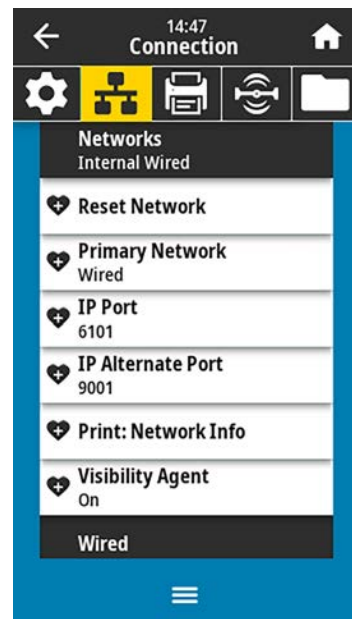 14:47
Connection
Networks
Internal Wired
Reset Network
Primary Network
Wired
IP Port
6101
IP Alternate Port
9001
Print: Network Info
Visibility Agent
On
Wired